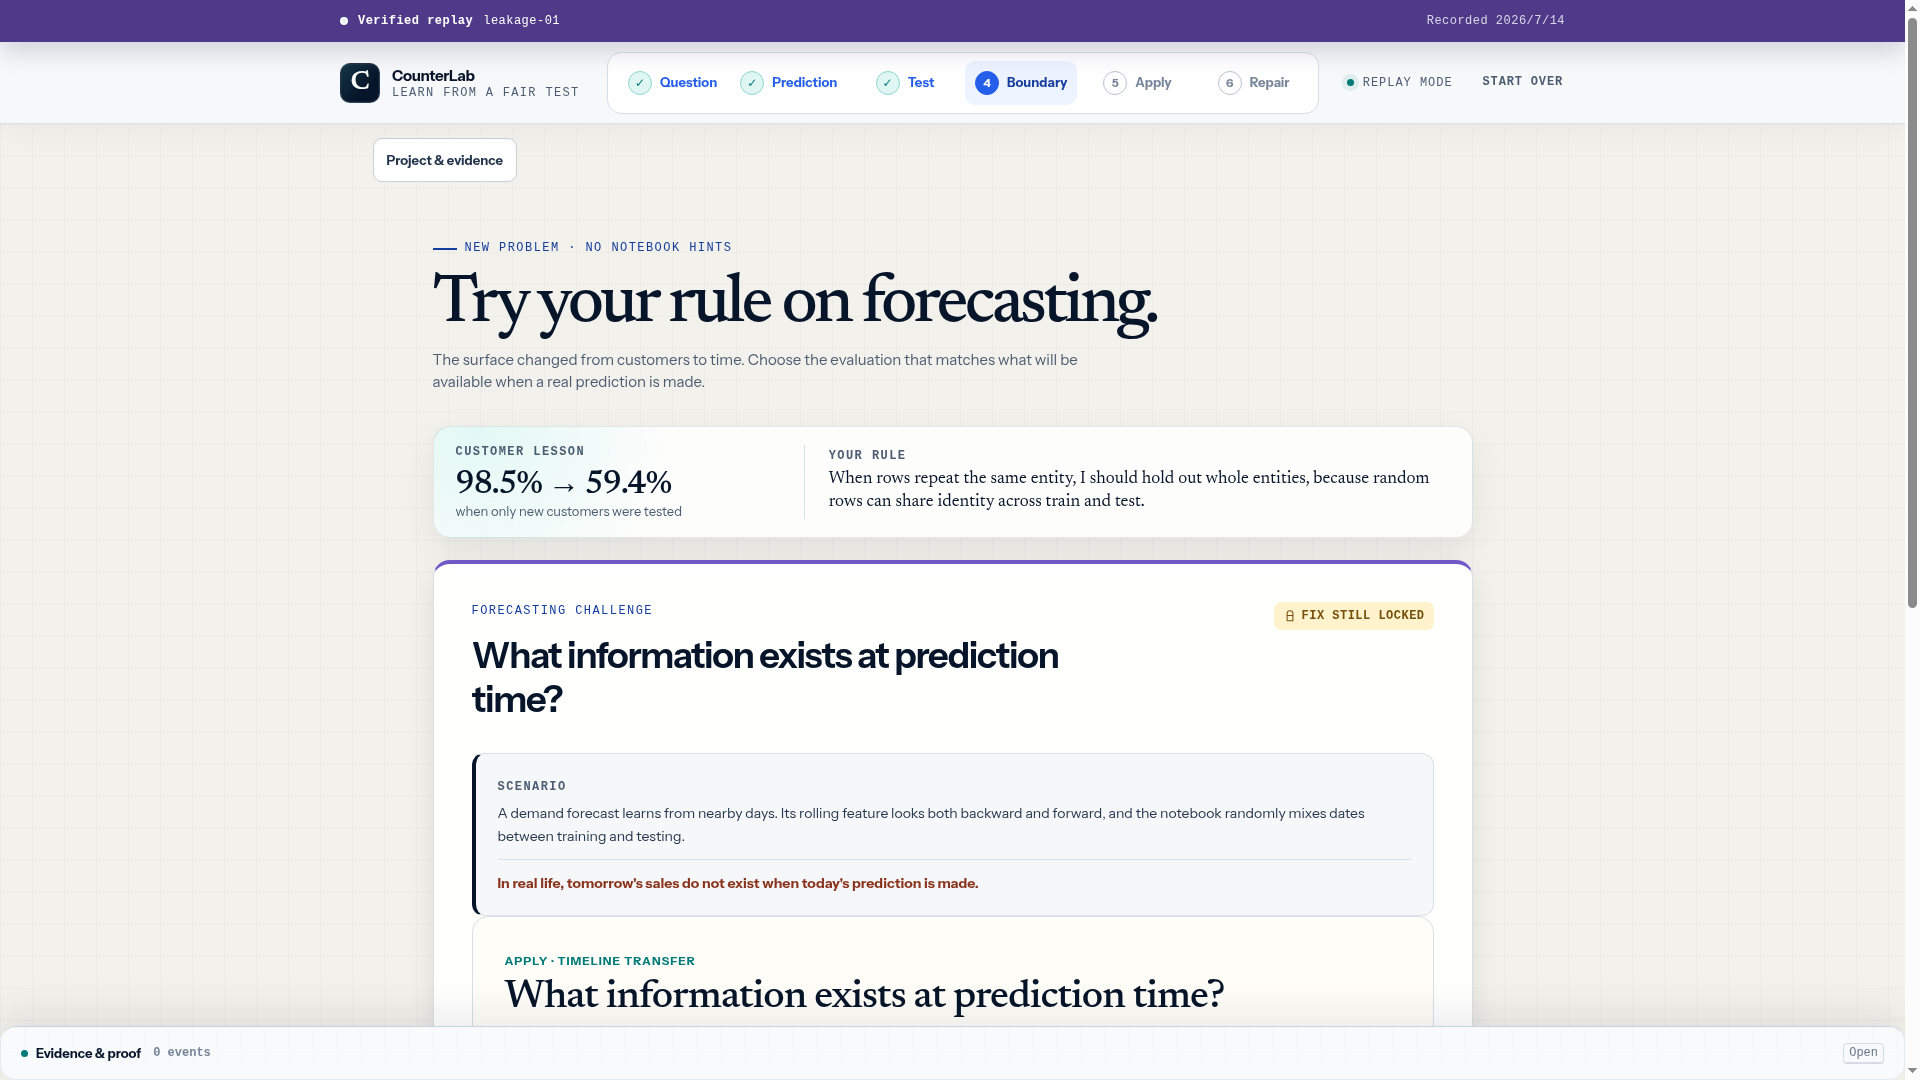 Verified replay leakage-01
Recorded 2026/7/14
C
CounterLab
LEARN FROM A FAIR TEST
✓ Question
✓ Prediction
✓ Test
4 Boundary
5 Apply
6 Repair
REPLAY MODE
START OVER
Project & evidence
NEW PROBLEM · NO NOTEBOOK HINTS
Try your rule on forecasting.
The surface changed from customers to time. Choose the evaluation that matches what will be
available when a real prediction is made.
CUSTOMER LESSON
98.5% → 59.4%
when only new customers were tested
YOUR RULE
When rows repeat the same entity, I should hold out whole entities, because random
rows can share identity across train and test.
FORECASTING CHALLENGE
FIX STILL LOCKED
What information exists at prediction
time?
SCENARIO
A demand forecast learns from nearby days. Its rolling feature looks both backward and forward, and the notebook randomly mixes dates
between training and testing.
In real life, tomorrow's sales do not exist when today's prediction is made.
APPLY · TIMELINE TRANSFER
What information exists at prediction time?
Evidence & proof 0 events
Open